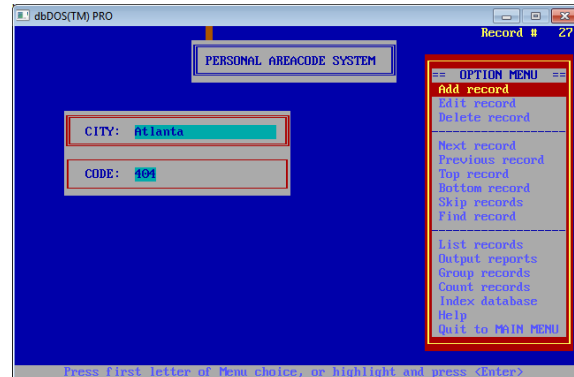 dbDOS(TM) PRO
Record # 27
PERSONAL AREACODE SYSTEM
== OPTION MENU ==
Add record
Edit record
Delete record
Next record
Previous record
Top record
Bottom record
Skip records
Find record
List records
Output reports
Group records
Count records
Index database
Help
Quit to MAIN MENU
CITY: Atlanta
CODE: 404
Press first letter of Menu choice, or highlight and press <Enter>